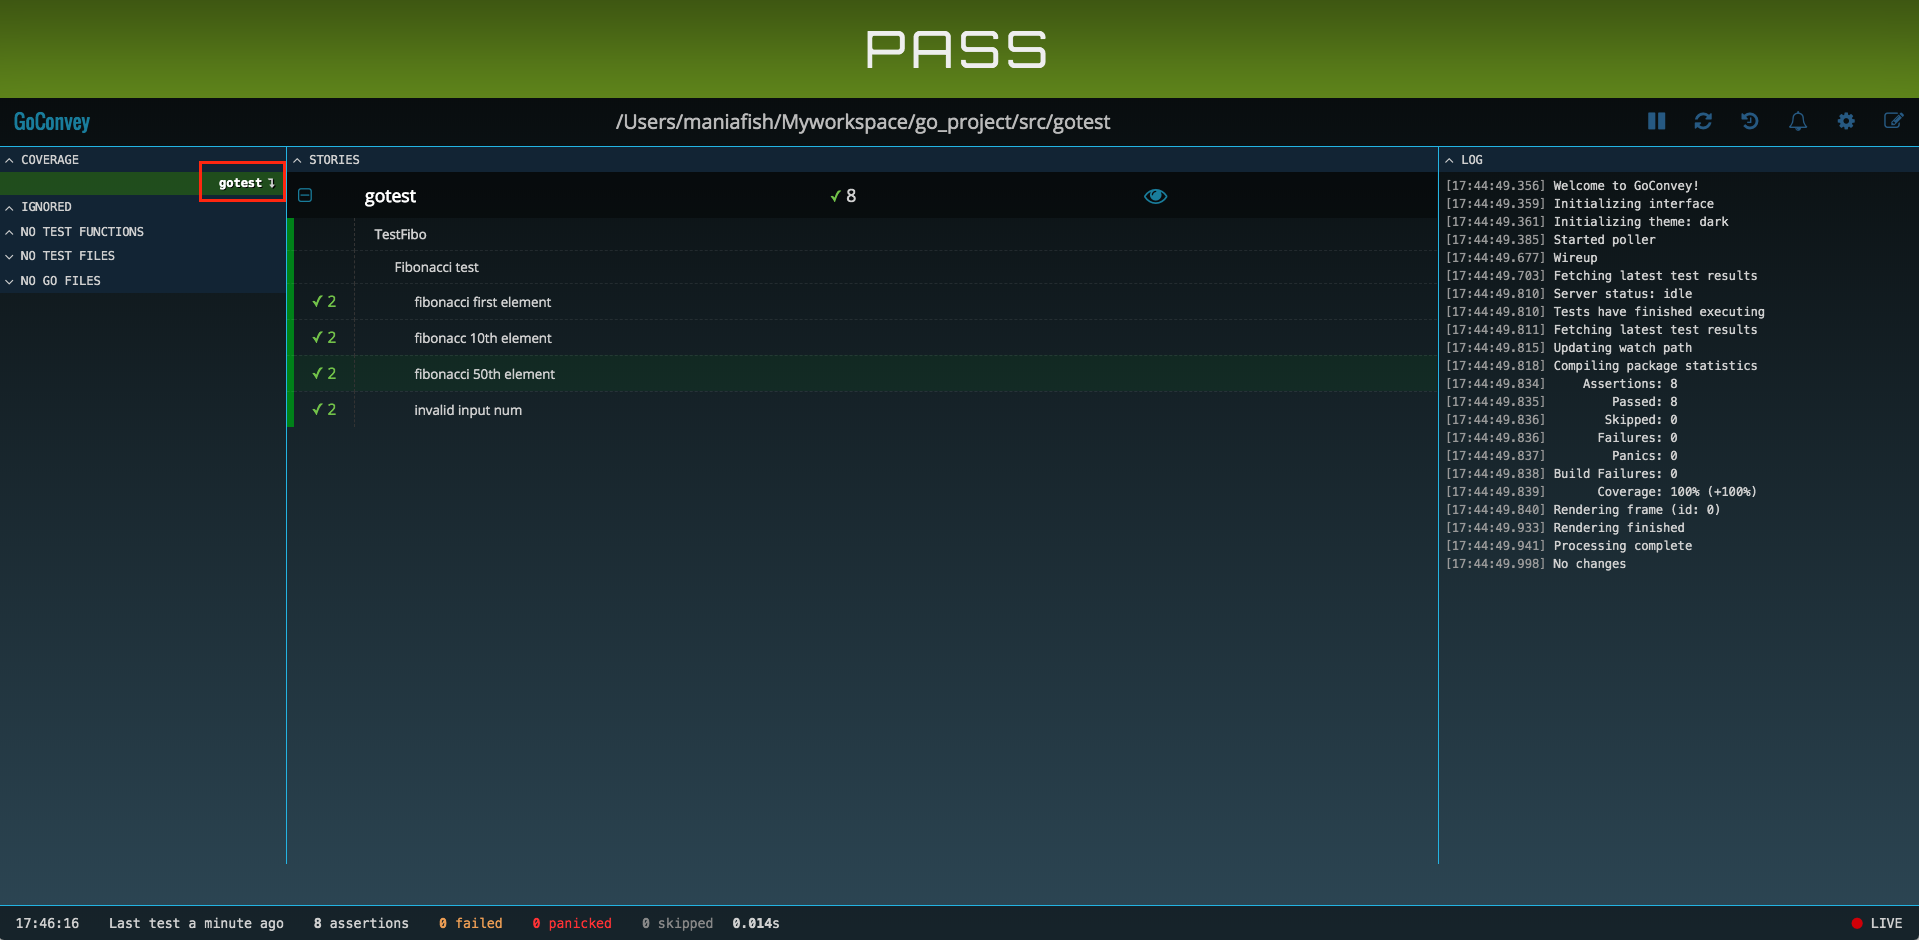 PASS
GoConvey
/Users/maniafish/Myworkspace/go_project/src/gotest
COVERAGE
gotest
IGNORED
NO TEST FUNCTIONS
NO TEST FILES
NO GO FILES
STORIES
gotest ✓ 8
TestFibo
Fibonacci test
✓ 2 fibonacci first element
✓ 2 fibonacc 10th element
✓ 2 fibonacci 50th element
✓ 2 invalid input num
LOG
[17:44:49.356] Welcome to GoConvey!
[17:44:49.359] Initializing interface
[17:44:49.361] Initializing theme: dark
[17:44:49.385] Started poller
[17:44:49.677] Wireup
[17:44:49.703] Fetching latest test results
[17:44:49.810] Server status: idle
[17:44:49.810] Tests have finished executing
[17:44:49.811] Fetching latest test results
[17:44:49.815] Updating watch path
[17:44:49.818] Compiling package statistics
[17:44:49.834] Assertions: 8
[17:44:49.835] Passed: 8
[17:44:49.836] Skipped: 0
[17:44:49.836] Failures: 0
[17:44:49.837] Panics: 0
[17:44:49.838] Build Failures: 0
[17:44:49.839] Coverage: 100% (+100%)
[17:44:49.840] Rendering frame (id: 0)
[17:44:49.933] Rendering finished
[17:44:49.941] Processing complete
[17:44:49.998] No changes
17:46:16 Last test a minute ago 8 assertions 0 failed 0 panicked 0 skipped 0.014s LIVE